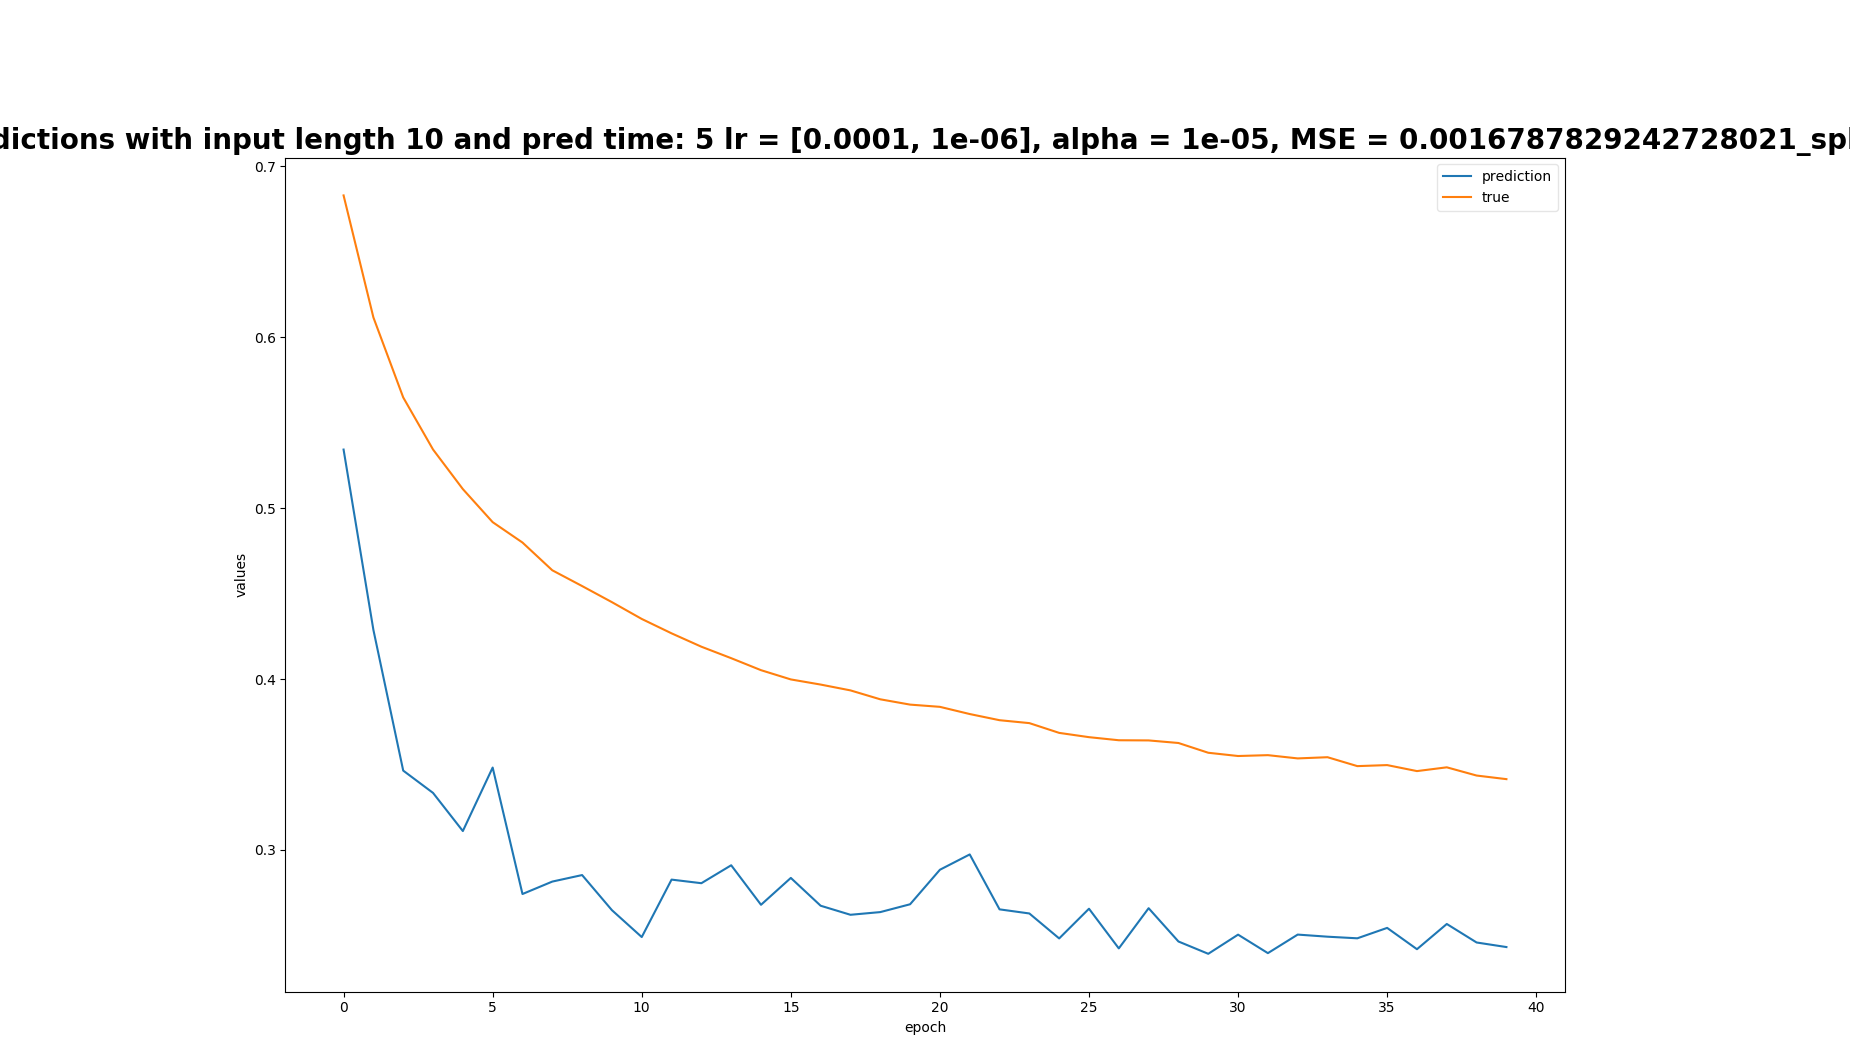 dictions with input length 10 and pred time: 5 lr = [0.0001, 1e-06], alpha = 1e-05, MSE = 0.0016787829242728021_spl
prediction
true
0.7
0.6
0.5
0.4
0.3
values
0 5 10 15 20 25 30 35 40
epoch